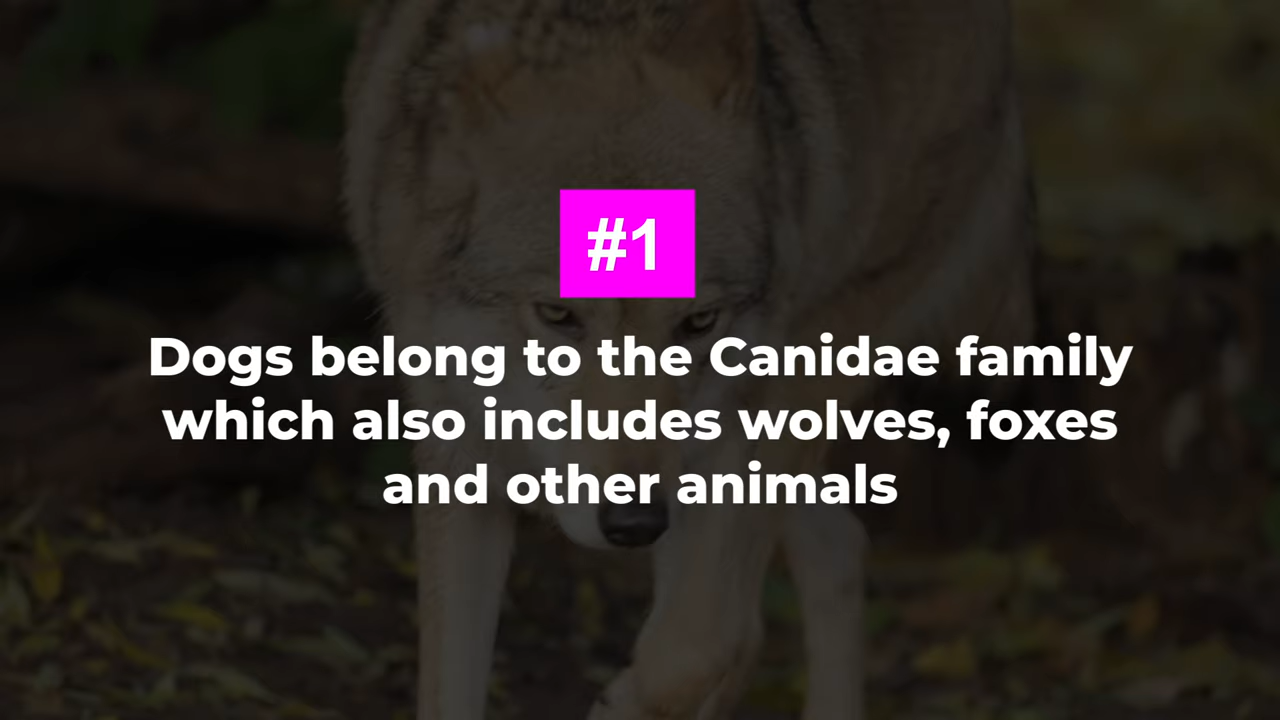 #1
Dogs belong to the Canidae family
which also includes wolves, foxes
and other animals